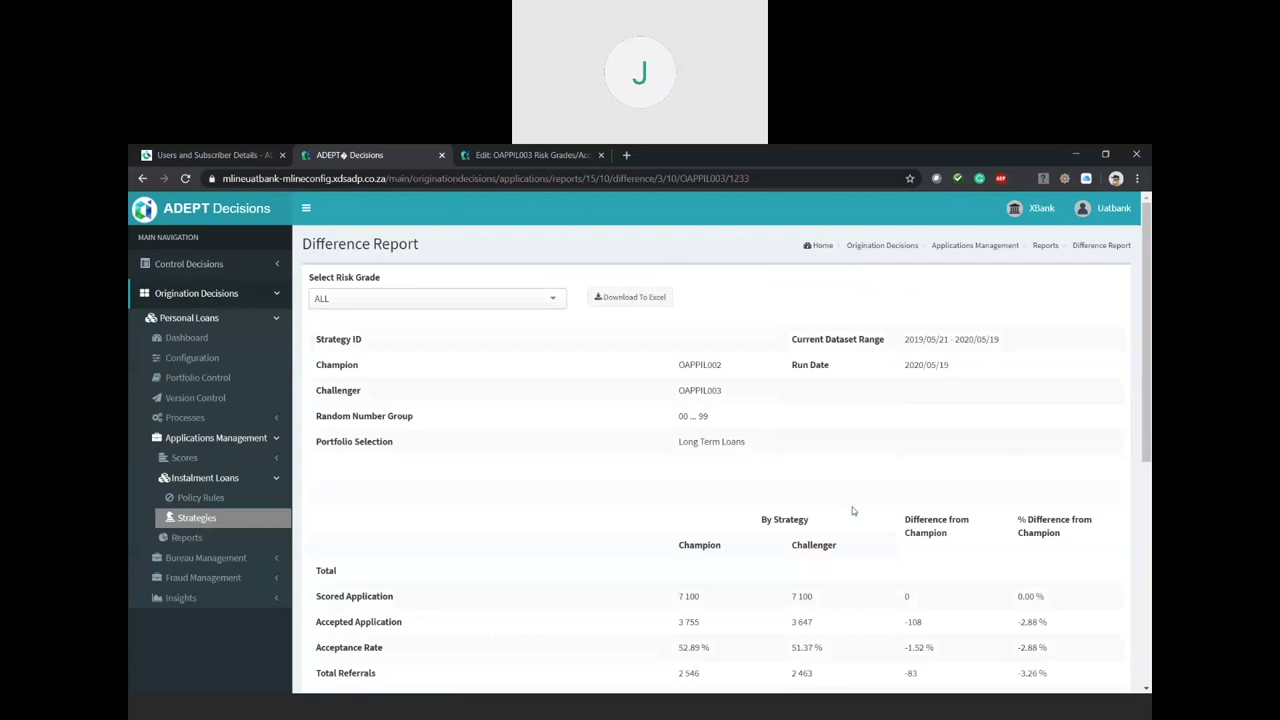 J
Users and Subscriber Details - A
ADEPT� Decisions
Edit: OAPPIL003 Risk Grades/Acc
mlineuatbank-mlineconfig.xdsadp.co.za/main/originationdecisions/applications/reports/15/10/difference/3/10/OAPPIL003/1233
ABP
ADEPT Decisions
XBank
Uatbank
MAIN NAVIGATION
Control Decisions
Origination Decisions
Personal Loans
Dashboard
Configuration
Portfolio Control
Version Control
Processes
Applications Management
Scores
Instalment Loans
Policy Rules
Strategies
Reports
Bureau Management
Fraud Management
Insights
Difference Report
Home Origination Decisions Applications Management Reports Difference Report
Select Risk Grade
ALL
Download To Excel
Strategy ID Current Dataset Range 2019/05/21 - 2020/05/19
Champion OAPPIL002 Run Date 2020/05/19
Challenger OAPPIL003
Random Number Group 00 ... 99
Portfolio Selection Long Term Loans
By Strategy Difference from Champion % Difference from Champion
Champion Challenger
Total
Scored Application 7 100 7 100 0 0.00 %
Accepted Application 3 755 3 647 -108 -2.88 %
Acceptance Rate 52.89 % 51.37 % -1.52 % -2.88 %
Total Referrals 2 546 2 463 -83 -3.26 %